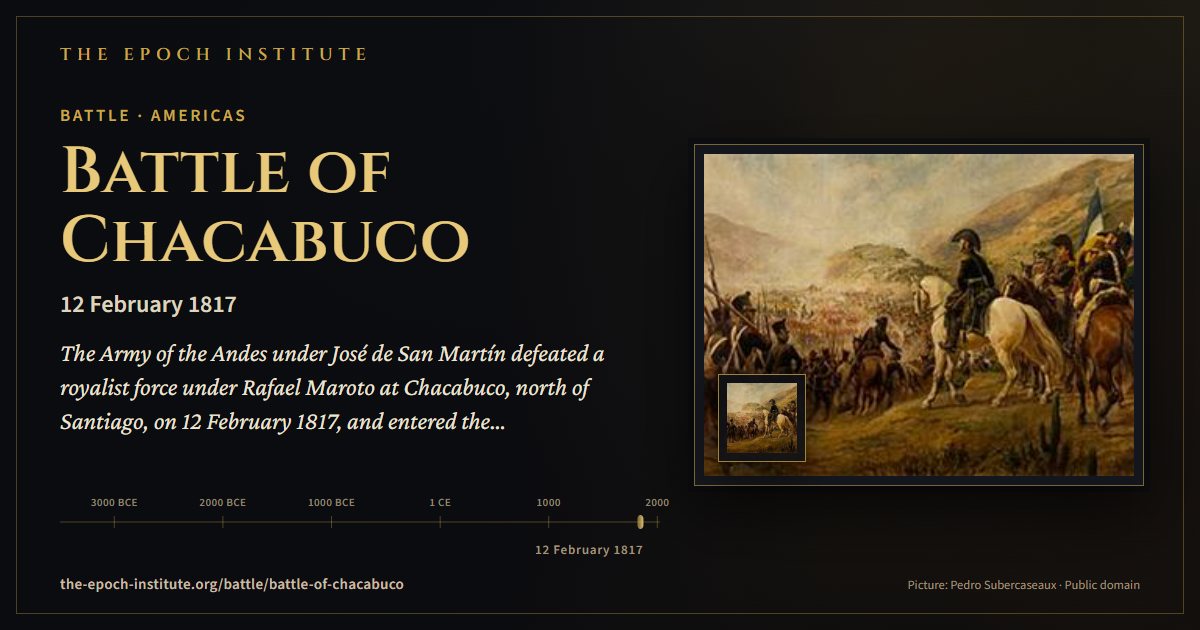 THE EPOCH INSTITUTE
BATTLE · AMERICAS
BATTLE OF
CHACABUCO
12 February 1817
The Army of the Andes under José de San Martín defeated a
royalist force under Rafael Maroto at Chacabuco, north of
Santiago, on 12 February 1817, and entered the...
3000 BCE 2000 BCE 1000 BCE 1 CE 1000 2000
12 February 1817
the-epoch-institute.org/battle/battle-of-chacabuco
Picture: Pedro Subercaseaux · Public domain